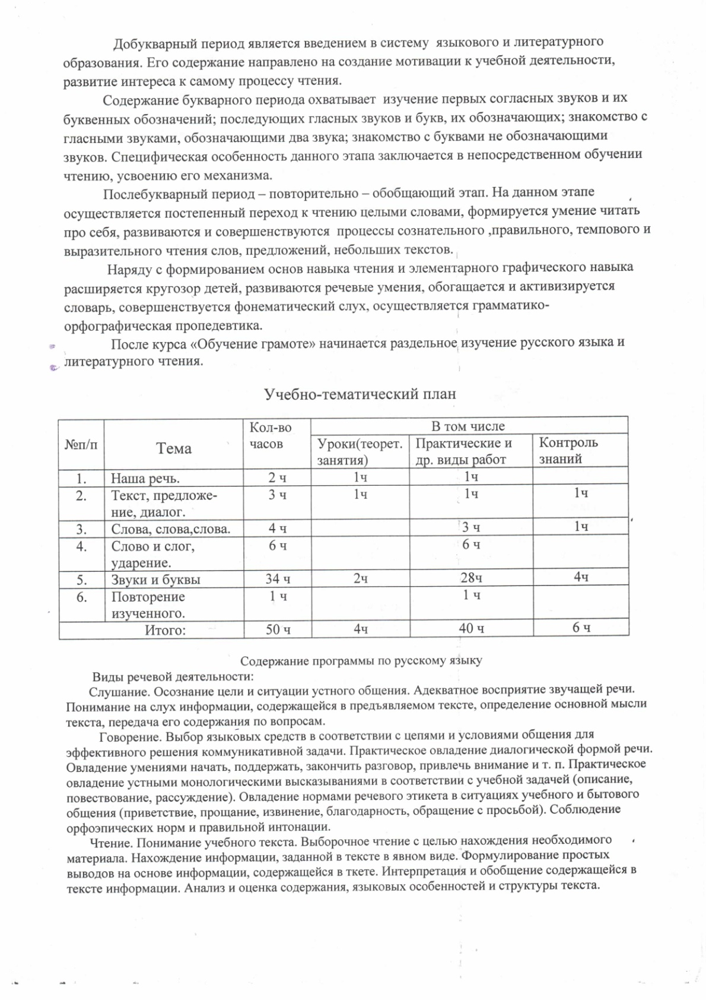 Добукварный период является введением в систему  языкового и литературного
образования. Его содержание направлено на создание мотивации к учебной деятельности,
развитие интереса к самому процессу чтения.
Содержание букварного периода охватывает  изучение первых согласных звуков и их
буквенных обозначений; последующих гласных звуков и букв, их обозначающих; знакомство с
гласными звуками, обозначающими два звука; знакомство с буквами не обозначающими
звуков. Специфическая особенность данного этапа заключается в непосредственном обучении
чтению, усвоению его механизма.
Послебукварный период – повторительно – обобщающий этап. На данном этапе
осуществляется постепенный переход к чтению целыми словами, формируется умение читать
про себя, развиваются и совершенствуются  процессы сознательного ,правильного, темпового и
выразительного чтения слов, предложений, небольших текстов.
Наряду с формированием основ навыка чтения и элементарного графического навыка
расширяется кругозор детей, развиваются речевые умения, обогащается и активизируется
словарь, совершенствуется фонематический слух, осуществляется грамматико-
орфографическая пропедевтика.
После курса «Обучение грамоте» начинается раздельное изучение русского языка и
литературного чтения.
Учебно-тематический план
№п/п Тема Кол-во часов В том числе
Уроки(теорет. занятия) Практические и др. виды работ Контроль знаний
1. Наша речь. 2 ч 1ч 1ч
2. Текст, предложе- 3 ч 1ч 1ч 1ч
ние, диалог.
3. Слова, слова,слова. 4 ч 3 ч 1ч
4. Слово и слог, 6 ч 6 ч
ударение.
5. Звуки и буквы 34 ч 2ч 28ч 4ч
6. Повторение 1 ч 1 ч
изученного.
Итого: 50 ч 4ч 40 ч 6 ч
Содержание программы по русскому языку
Виды речевой деятельности:
Слушание. Осознание цели и ситуации устного общения. Адекватное восприятие звучащей речи.
Понимание на слух информации, содержащейся в предъявляемом тексте, определение основной мысли
текста, передача его содержания по вопросам.
Говорение. Выбор языковых средств в соответствии с цепями и условиями общения для
эффективного решения коммуникативной задачи. Практическое овладение диалогической формой речи.
Овладение умениями начать, поддержать, закончить разговор, привлечь внимание и т. п. Практическое
овладение устными монологическими высказываниями в соответствии с учебной задачей (описание,
повествование, рассуждение). Овладение нормами речевого этикета в ситуациях учебного и бытового
общения (приветствие, прощание, извинение, благодарность, обращение с просьбой). Соблюдение
орфоэпических норм и правильной интонации.
Чтение. Понимание учебного текста. Выборочное чтение с целью нахождения необходимого
материала. Нахождение информации, заданной в тексте в явном виде. Формулирование простых
выводов на основе информации, содержащейся в ткете. Интерпретация и обобщение содержащейся в
тексте информации. Анализ и оценка содержания, языковых особенностей и структуры текста.